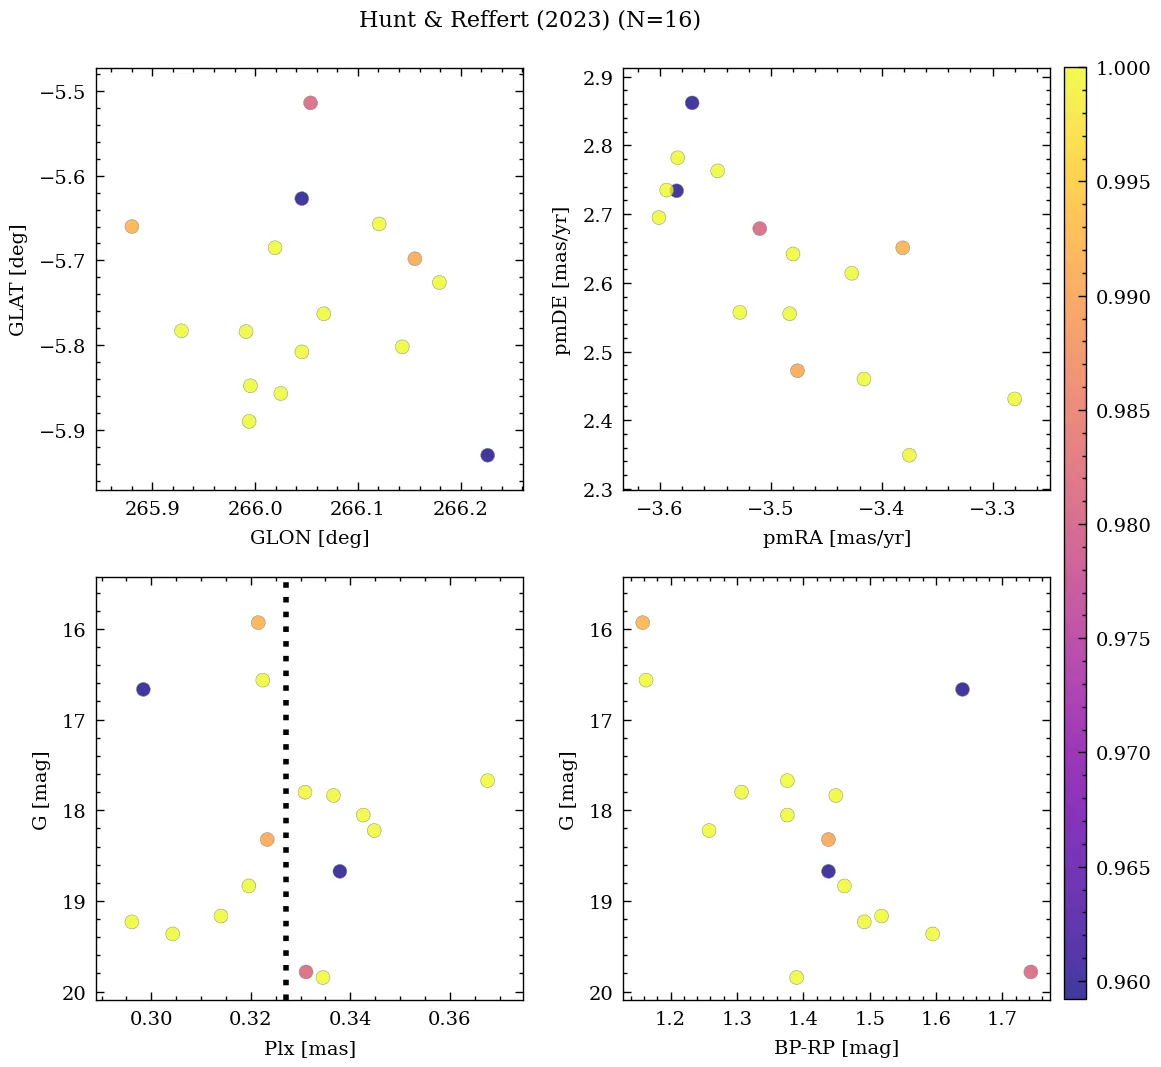 Hunt & Reffert (2023) (N=16)
−5.5
−5.6
−5.7
−5.8
−5.9
GLAT [deg]
265.9 266.0 266.1 266.2
GLON [deg]
2.9
2.8
2.7
2.6
2.5
2.4
2.3
pmDE [mas/yr]
−3.6 −3.5 −3.4 −3.3
pmRA [mas/yr]
16
17
18
19
20
G [mag]
0.30 0.32 0.34 0.36
Plx [mas]
16
17
18
19
20
G [mag]
1.2 1.3 1.4 1.5 1.6 1.7
BP-RP [mag]
1.000
0.995
0.990
0.985
0.980
0.975
0.970
0.965
0.960